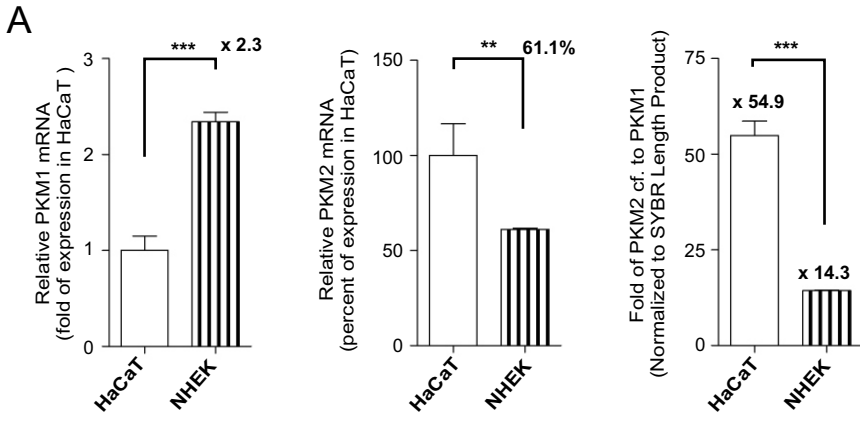 A
Relative PKM1 mRNA
(fold of expression in HaCaT )
3
2
1
0
***
x 2.3
HaCaT
NHEK
Relative PKM2 mRNA
(percent of expression in HaCaT)
150
100
50
0
**
61.1%
HaCaT
NHEK
Fold of PKM2 cf. to PKM1
(Normalized to SYBR Length Product)
75
50
25
0
***
x 54.9
x 14.3
HaCaT
NHEK